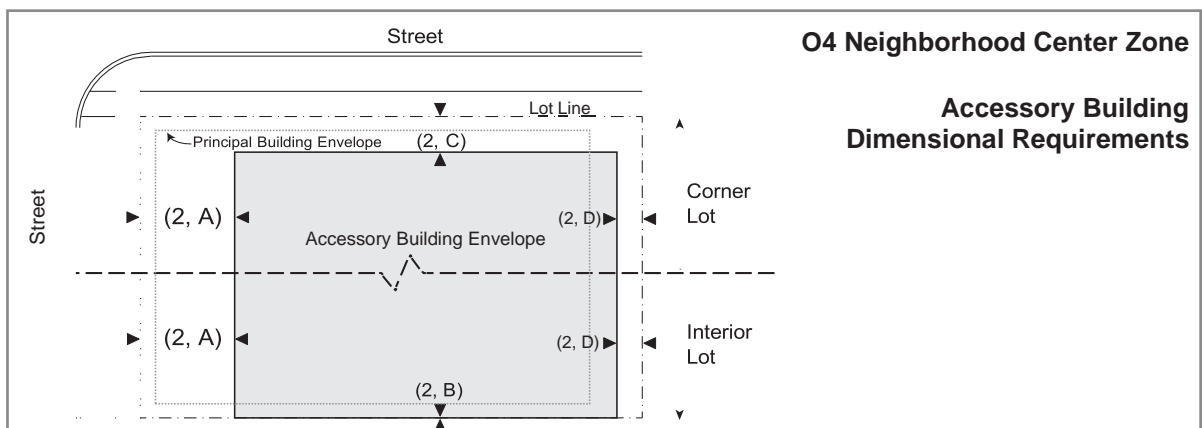 Street
O4 Neighborhood Center Zone
Accessory Building
Dimensional Requirements
Lot Line
Principal Building Envelope
(2, C)
Street
(2, A)
(2, D)
Corner
Lot
Accessory Building Envelope
(2, A)
(2, D)
Interior
Lot
(2, B)